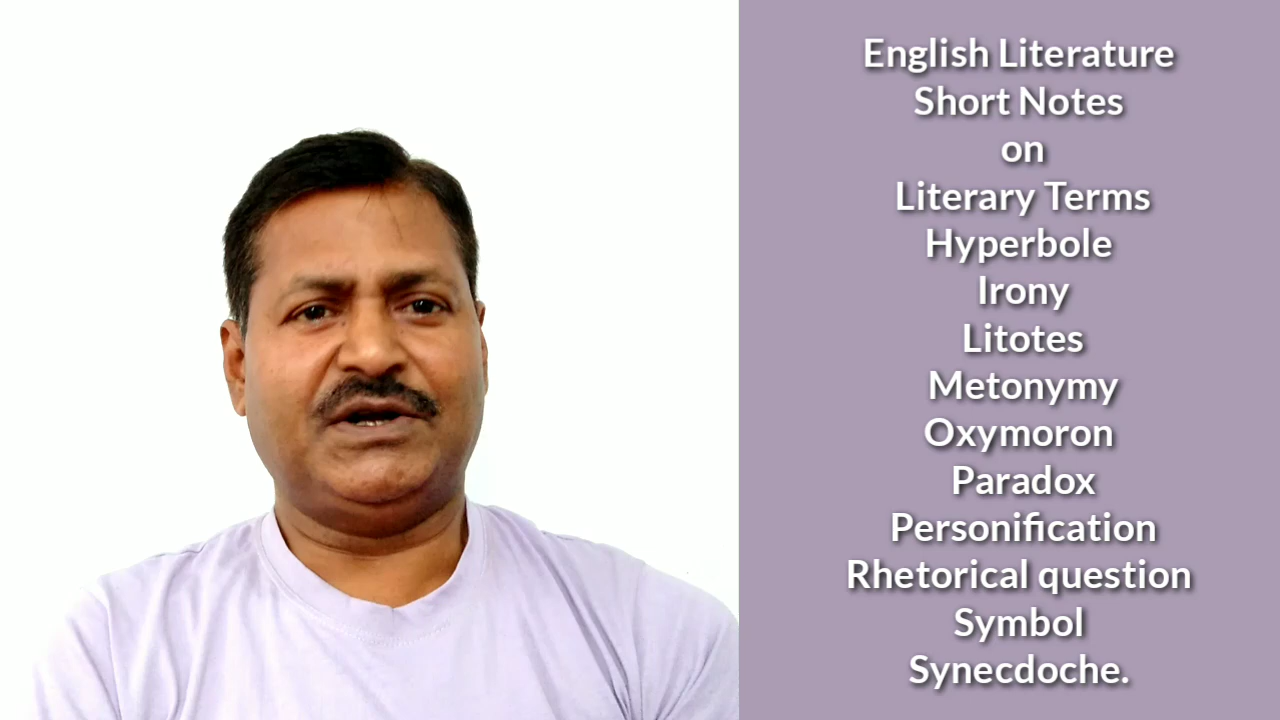 English Literature
Short Notes
on
Literary Terms
Hyperbole
Irony
Litotes
Metonymy
Oxymoron
Paradox
Personification
Rhetorical question
Symbol
Synecdoche.